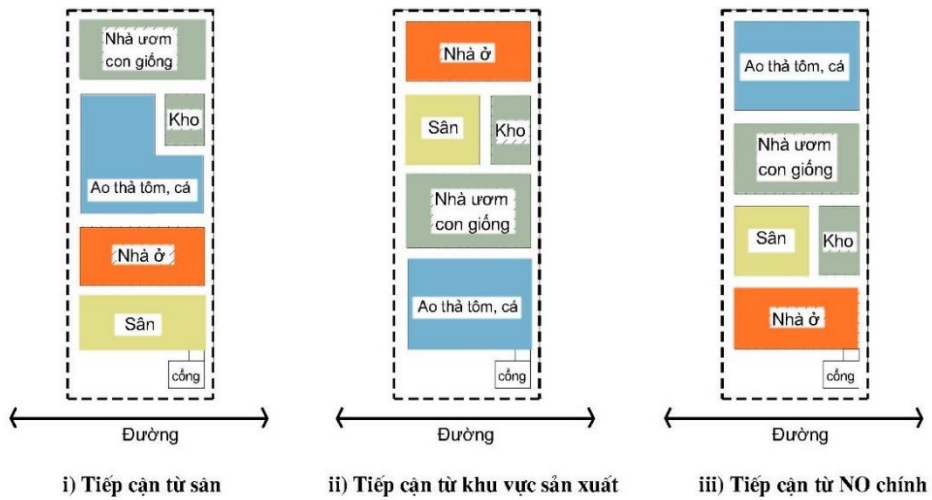 Nhà ươm
con giống
Kho
Ao thả tôm, cá
Nhà ở
Sân
cổng
Đường
i) Tiếp cận từ sân
Nhà ở
Sân
Kho
Nhà ươm
con giống
Ao thả tôm, cá
cổng
Đường
ii) Tiếp cận từ khu vực sản xuất
Ao thả tôm, cá
Nhà ươm
con giống
Sân
Kho
Nhà ở
cổng
Đường
iii) Tiếp cận từ NO chính